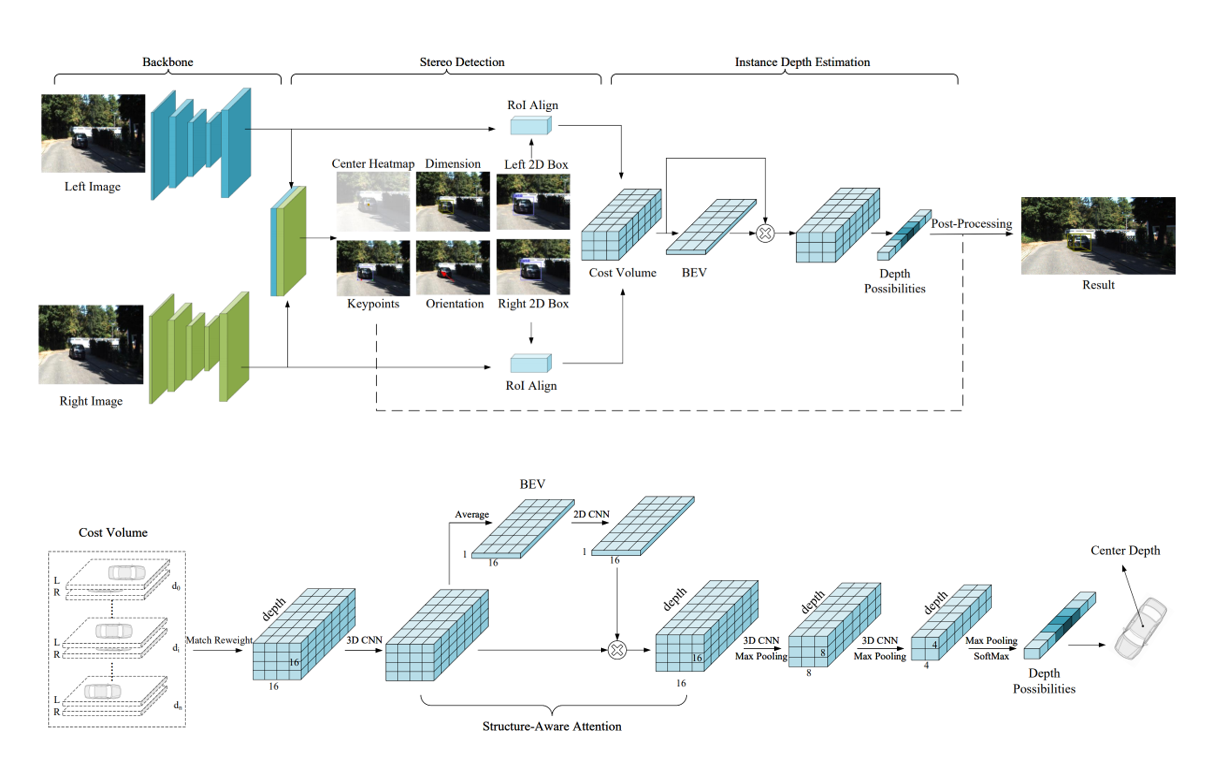 Backbone
Stereo Detection
Instance Depth Estimation
RoI Align
Center Heatmap
Dimension
Left 2D Box
Left Image
Post-Processing
Cost Volume
BEV
Depth
Possibilities
Result
Keypoints
Orientation
Right 2D Box
RoI Align
Right Image
BEV
Average
2D CNN
1
16
1
16
Cost Volume
Center Depth
L
R
d0
L
R
di
L
R
dn
Match Reweight
depth
16
16
3D CNN
depth
16
16
3D CNN
Max Pooling
depth
8
8
3D CNN
Max Pooling
depth
4
4
Max Pooling
SoftMax
Depth
Possibilities
Structure-Aware Attention